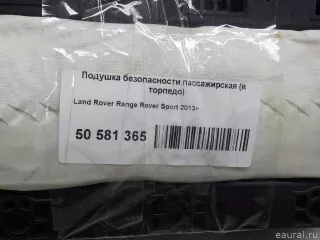 Подушка безопасности пассажирская (в
торпедо)
Land Rover Range Rover Sport 2013>
50 581 365
eaural.ru